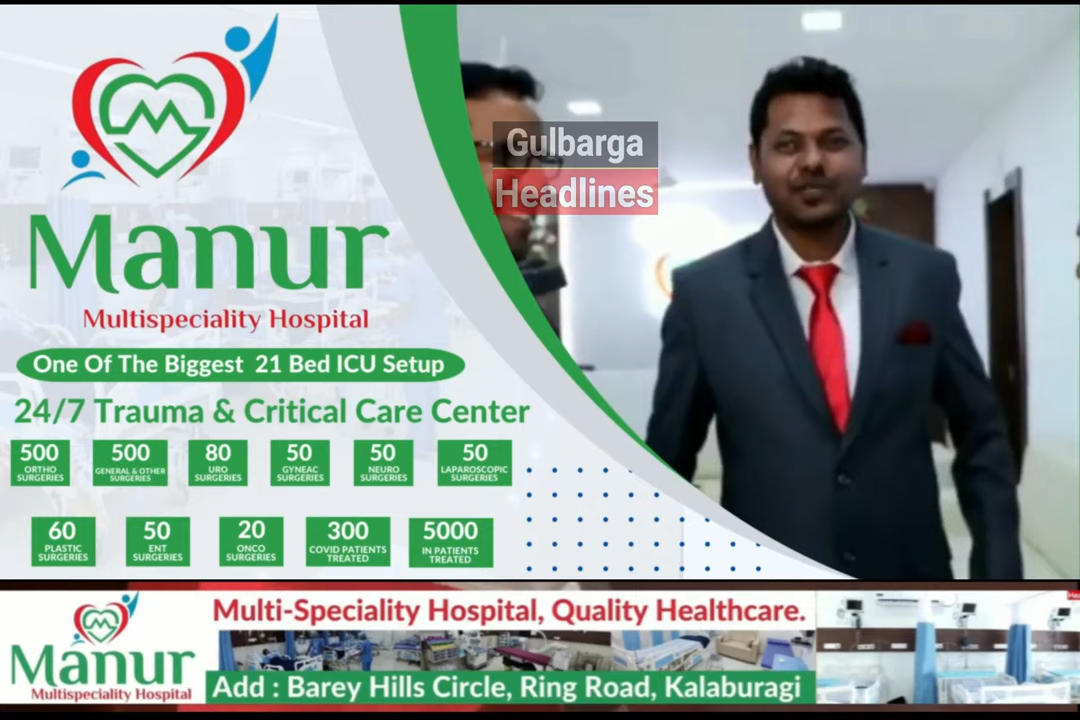 Gulbarga
Headlines
Manur
Multispeciality Hospital
One Of The Biggest 21 Bed ICU Setup
24/7 Trauma & Critical Care Center
500
ORTHO
SURGERIES
500
GENERAL & OTHER
SURGERIES
80
URO
SURGERIES
50
GYNEAC
SURGERIES
50
NEURO
SURGERIES
50
LAPAROSCOPIC
SURGERIES
60
PLASTIC
SURGERIES
50
ENT
SURGERIES
20
ONCO
SURGERIES
300
COVID PATIENTS
TREATED
5000
IN PATIENTS
TREATED
Manur
Multispeciality Hospital
Multi-Speciality Hospital, Quality Healthcare.
Add : Barey Hills Circle, Ring Road, Kalaburagi